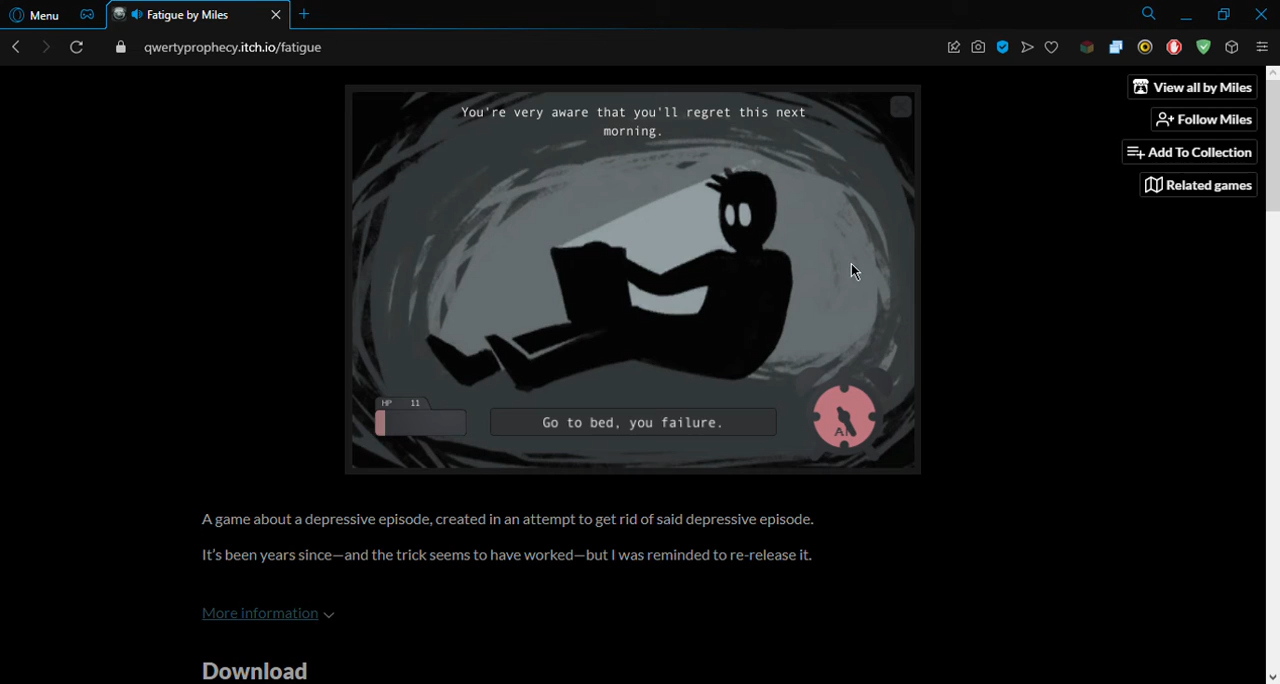 Menu
Fatigue by Miles
qwertyprophecy.itch.io/fatigue
View all by Miles
Follow Miles
Add To Collection
Related games
You're very aware that you'll regret this next
morning.
HP 11
Go to bed, you failure.
A game about a depressive episode, created in an attempt to get rid of said depressive episode.
It's been years since—and the trick seems to have worked—but I was reminded to re-release it.
More information
Download